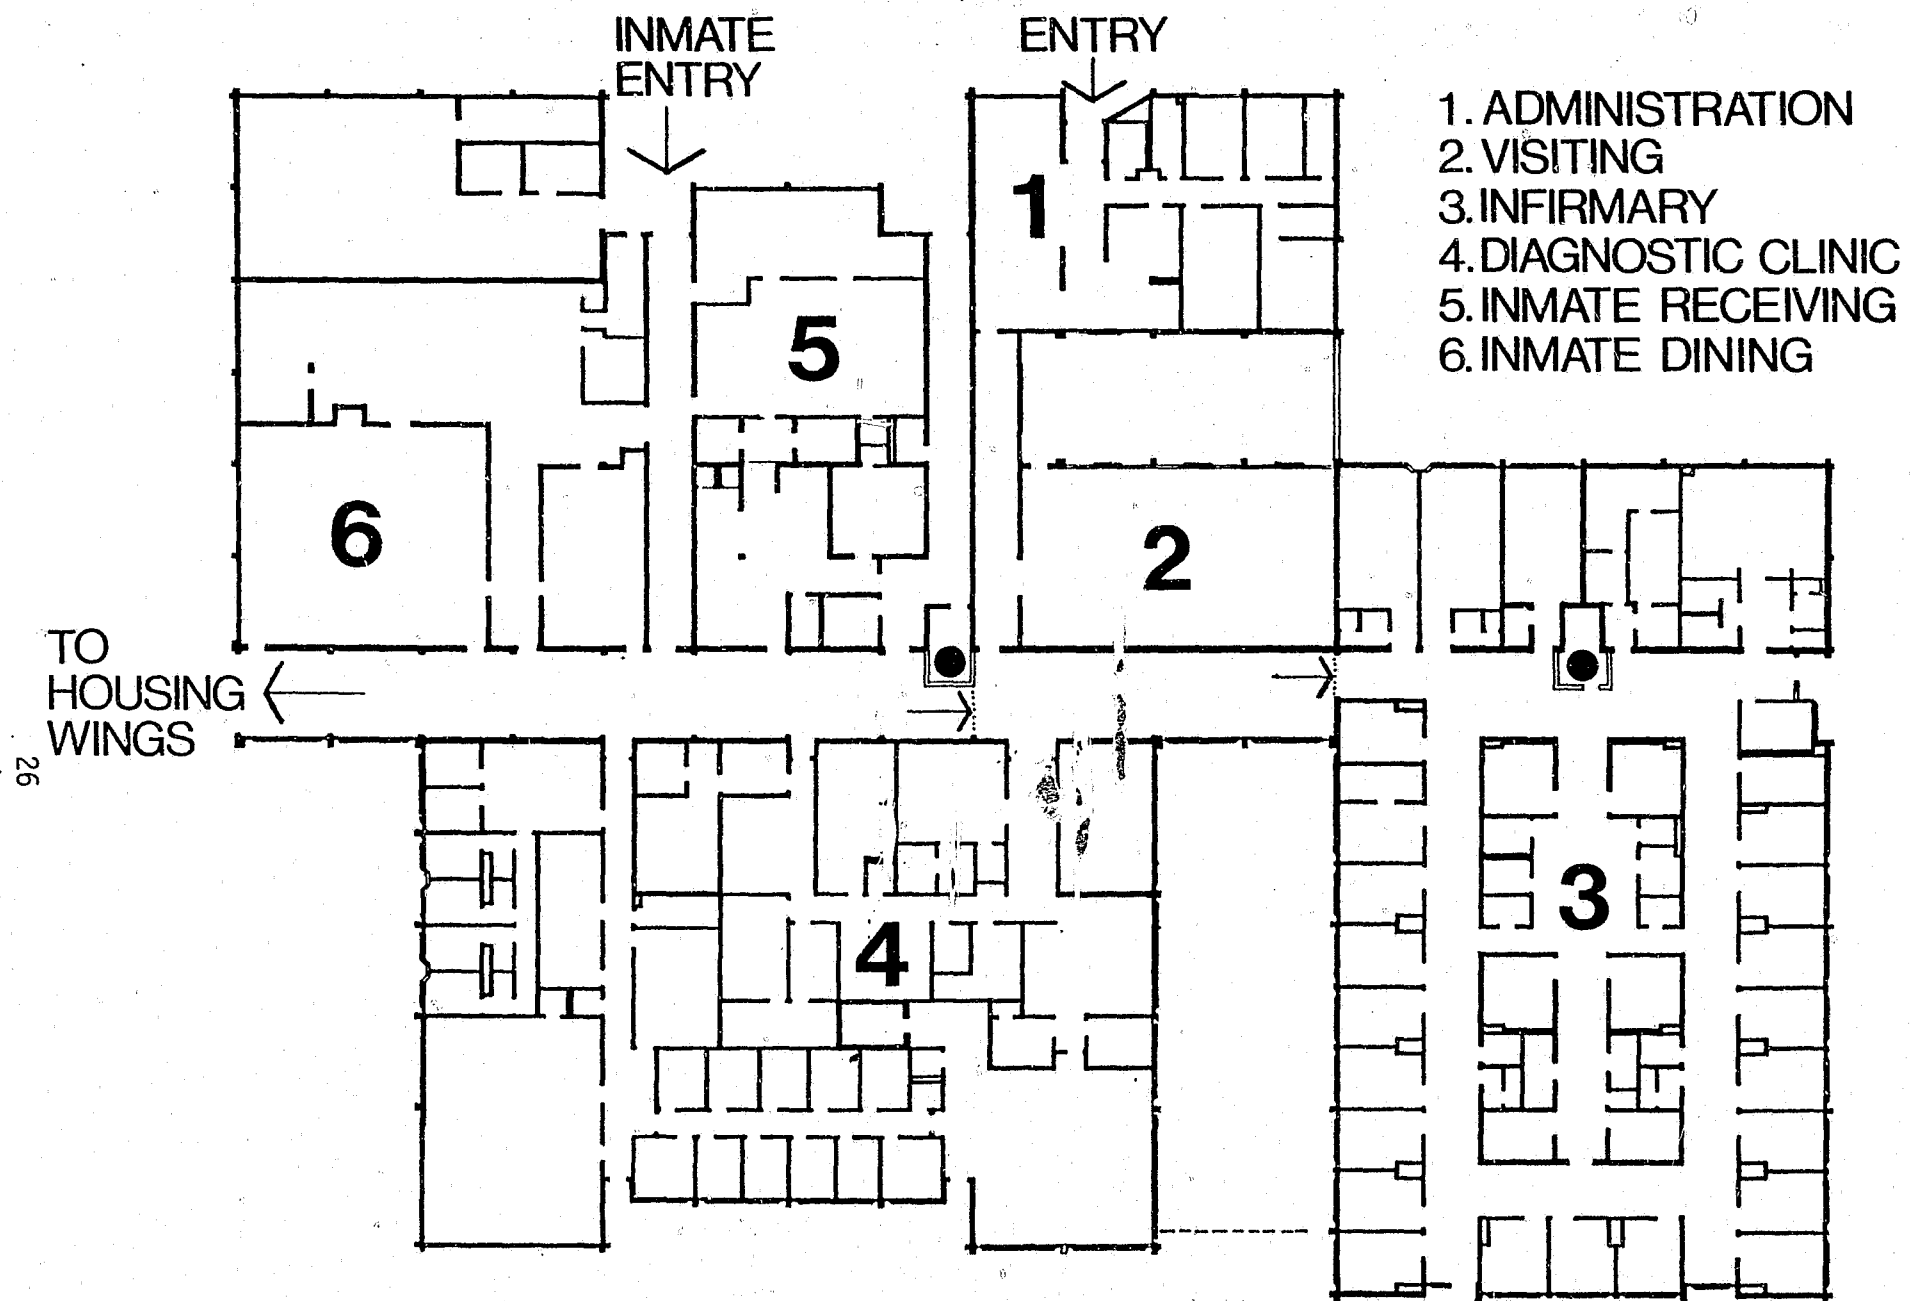 INMATE
ENTRY
ENTRY
1. ADMINISTRATION
2. VISITING
3. INFIRMARY
4. DIAGNOSTIC CLINIC
5. INMATE RECEIVING
6. INMATE DINING
1
5
6
2
TO
HOUSING
WINGS
26
3
4